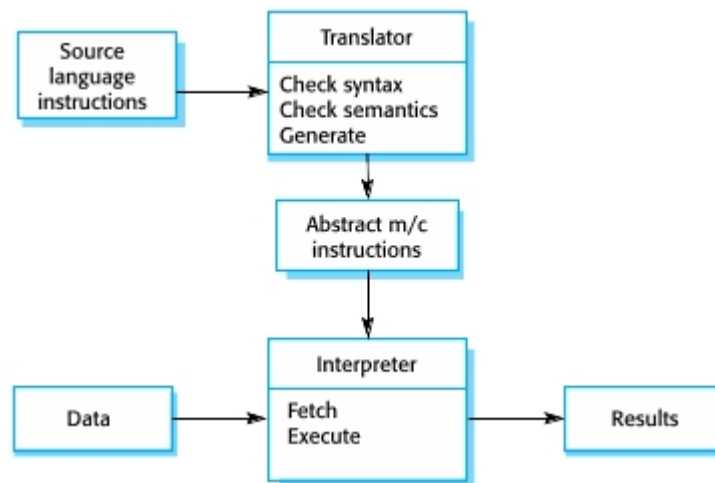 Source
language
instructions
Translator
Check syntax
Check semantics
Generate
Abstract m/c
instructions
Interpreter
Fetch
Execute
Data
Results